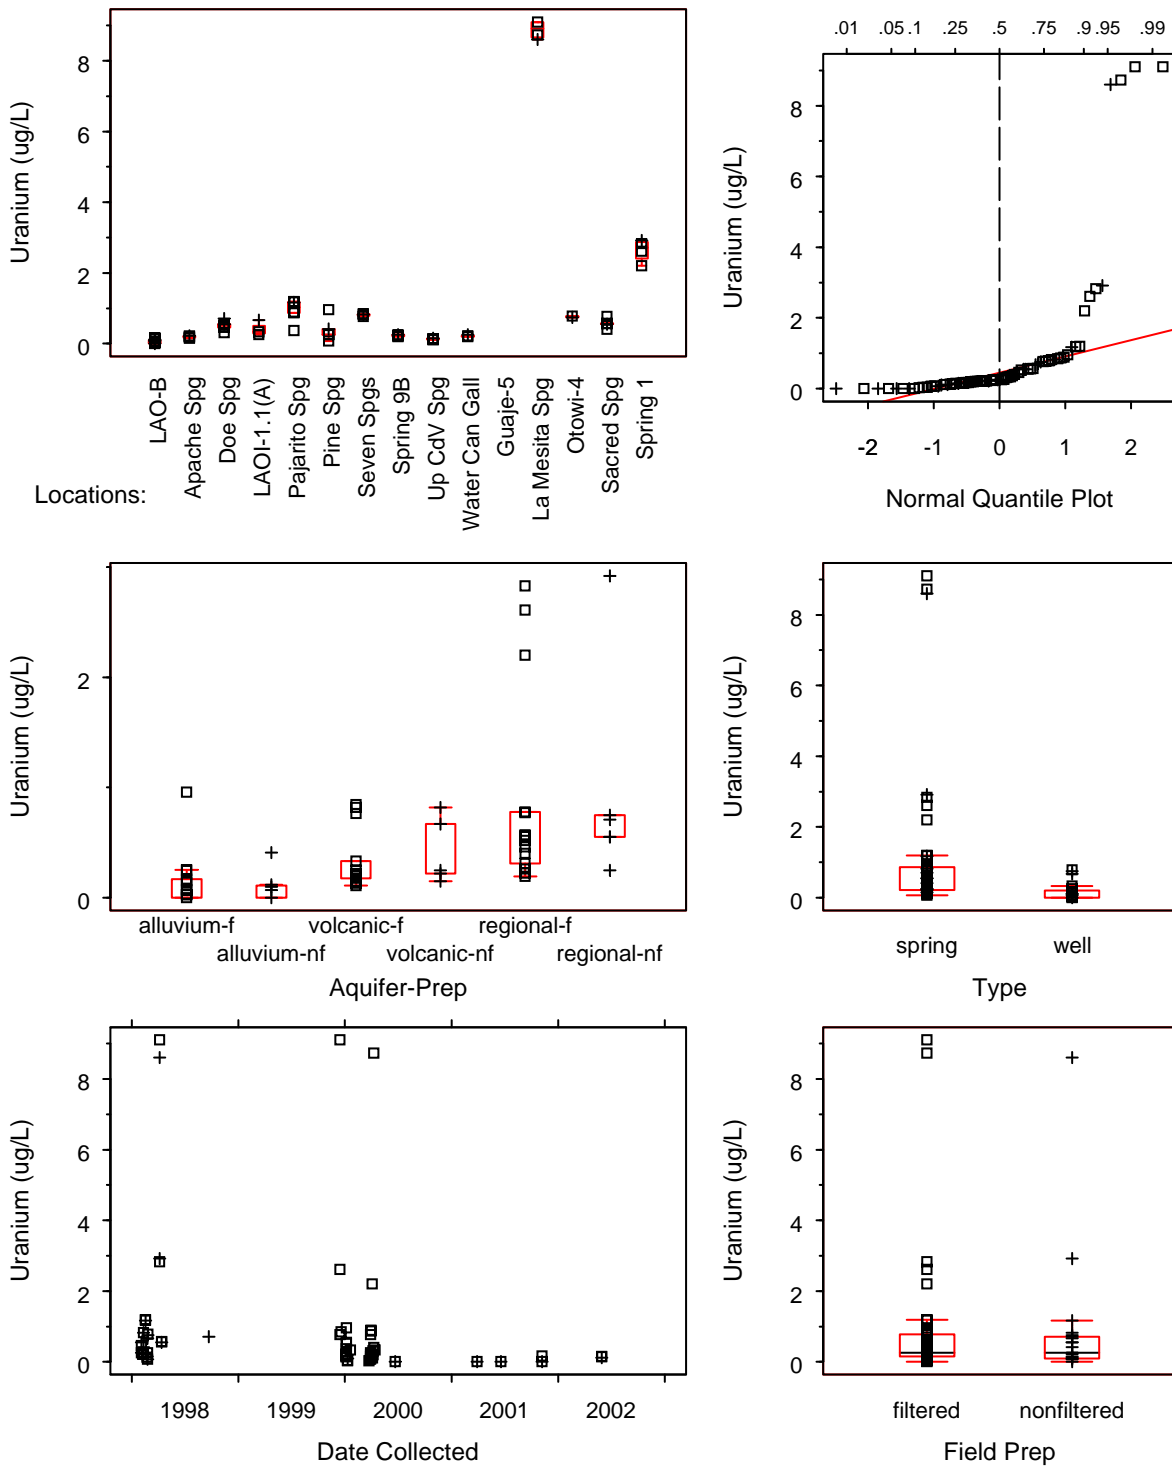 Uranium (ug/L)
8
6
4
2
0
LAO-B
Apache Spg
Doe Spg
LAOI-1.1(A)
Pajarito Spg
Pine Spg
Seven Spgs
Spring 9B
Up CdV Spg
Water Can Gall
Guaje-5
La Mesita Spg
Otowi-4
Sacred Spg
Spring 1
Locations:
.01 .05 .1 .25 .5 .75 .9 .95 .99
Uranium (ug/L)
8
6
4
2
0
-2 -1 0 1 2
Normal Quantile Plot
Uranium (ug/L)
2
0
alluvium-f volcanic-f regional-f
alluvium-nf volcanic-nf regional-nf
Aquifer-Prep
Uranium (ug/L)
8
6
4
2
0
spring well
Type
Uranium (ug/L)
8
6
4
2
0
1998 1999 2000 2001 2002
Date Collected
Uranium (ug/L)
8
6
4
2
0
filtered nonfiltered
Field Prep